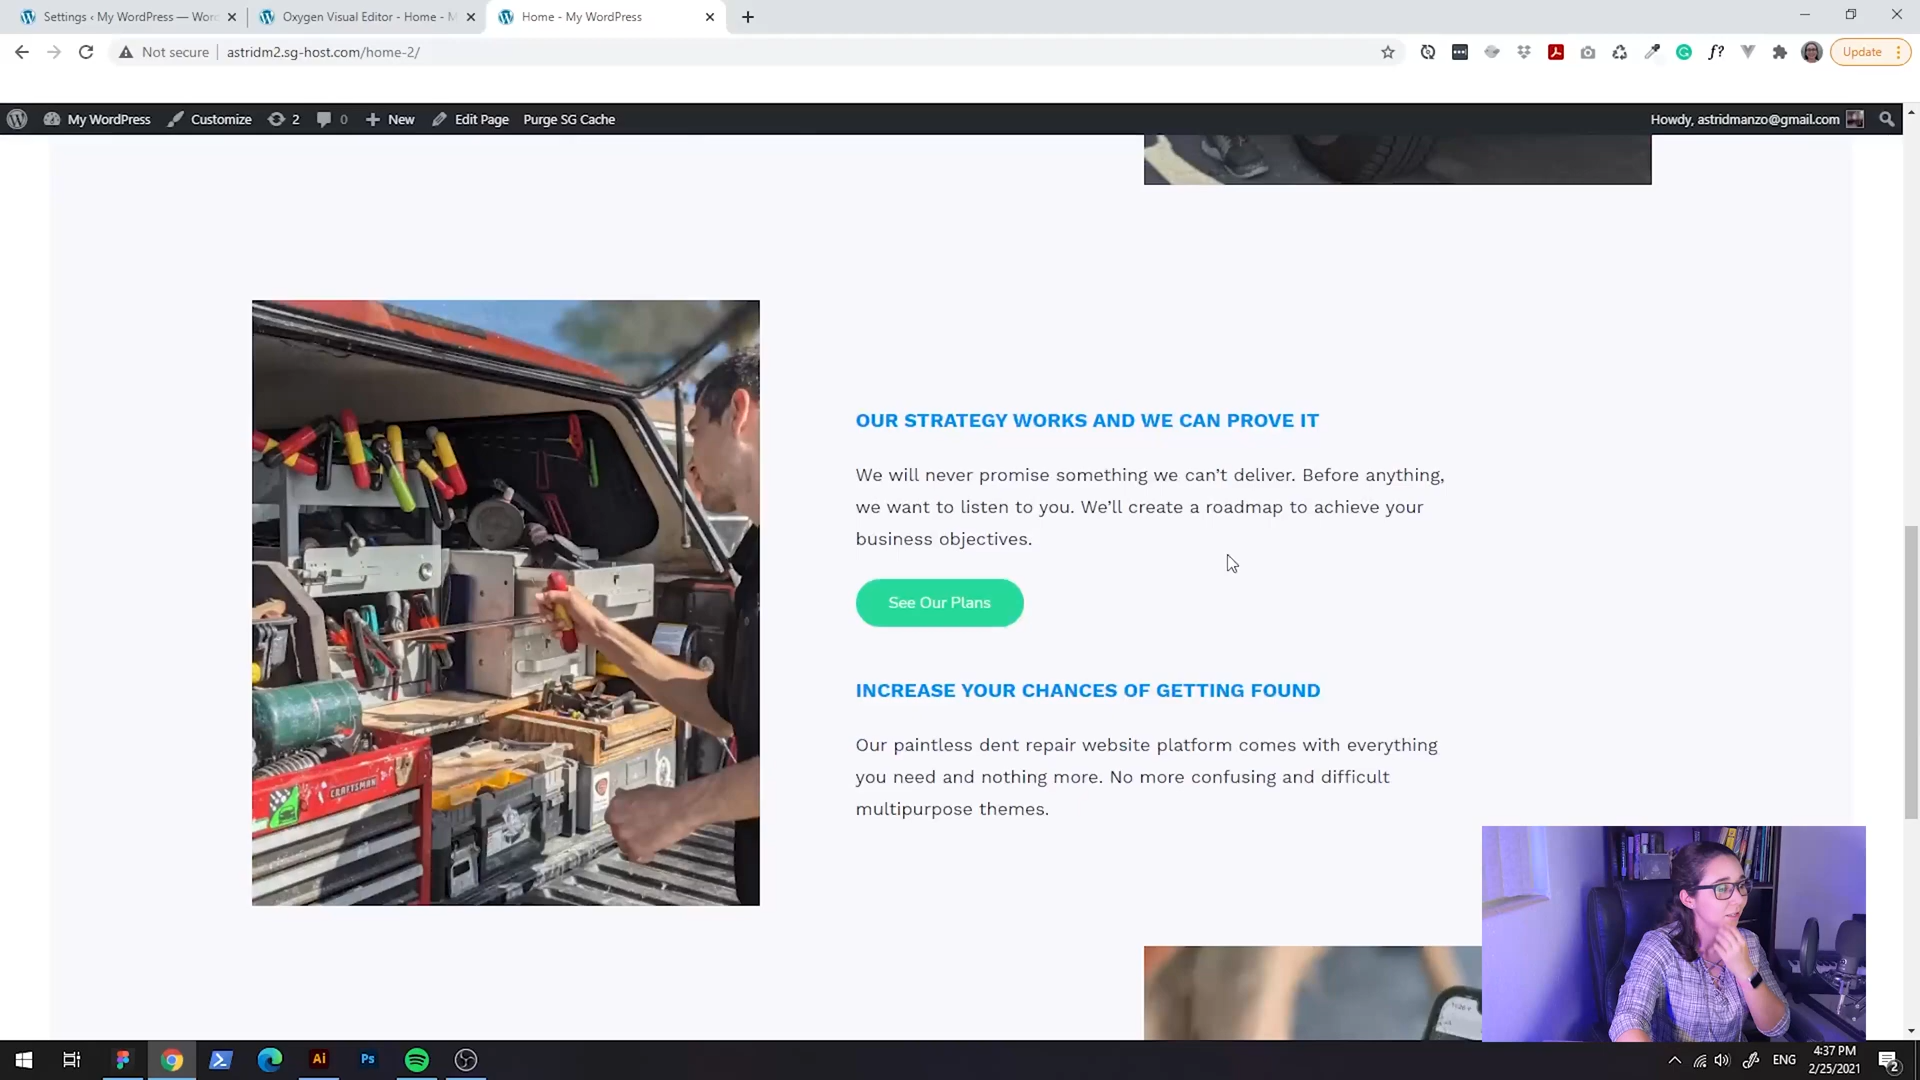 Settings ‹ My WordPress — Wor
Oxygen Visual Editor - Home - M
Home - My WordPress
Not secure
astridm2.sg-host.com/home-2/
f?
Update
My WordPress
Customize
2
0
New
Edit Page
Purge SG Cache
Howdy, astridmanzo@gmail.com
OUR STRATEGY WORKS AND WE CAN PROVE IT
We will never promise something we can’t deliver. Before anything,
we want to listen to you. We’ll create a roadmap to achieve your
business objectives.
See Our Plans
INCREASE YOUR CHANCES OF GETTING FOUND
Our paintless dent repair website platform comes with everything
you need and nothing more. No more confusing and difficult
multipurpose themes.
CRAFTSMAN
Ai
Ps
ENG
4:37 PM
2/25/2021
2